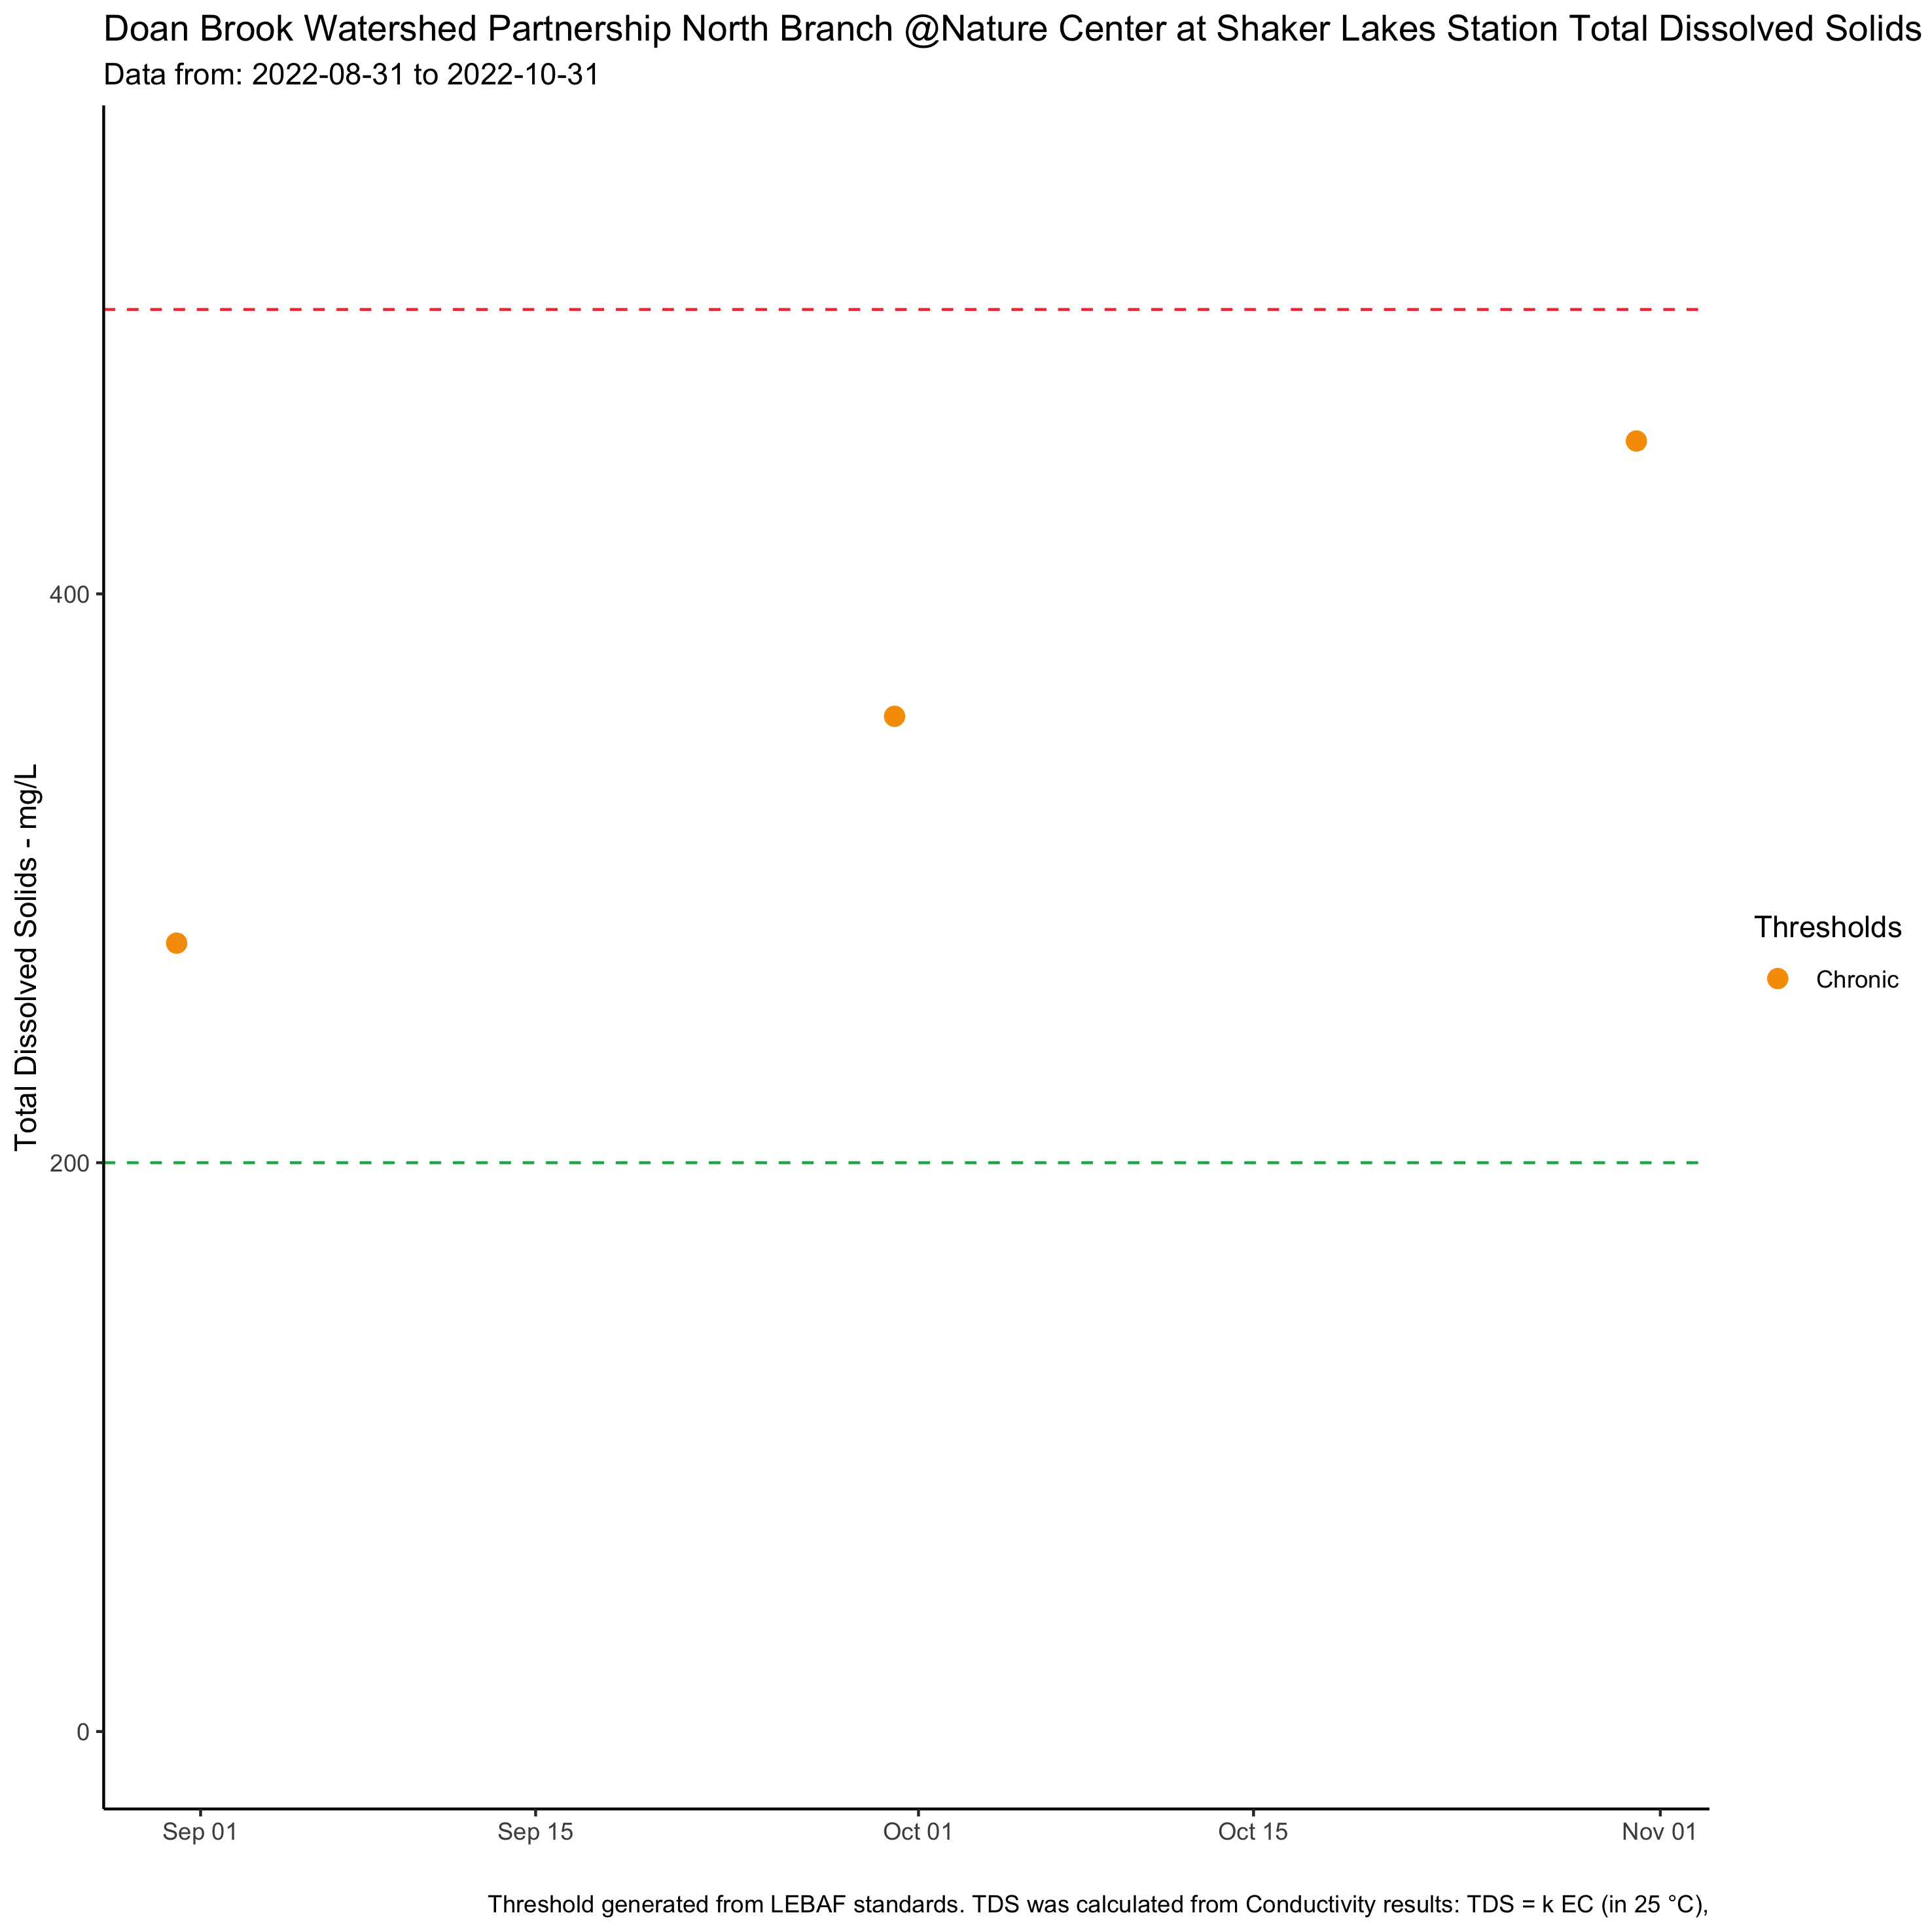 Doan Brook Watershed Partnership North Branch @Nature Center at Shaker Lakes Station Total Dissolved Solids
Data from: 2022-08-31 to 2022-10-31
Total Dissolved Solids - mg/L
400
200
0
Sep 01
Sep 15
Oct 01
Oct 15
Nov 01
Thresholds
Chronic
Threshold generated from LEBAF standards. TDS was calculated from Conductivity results: TDS = k EC (in 25 °C),